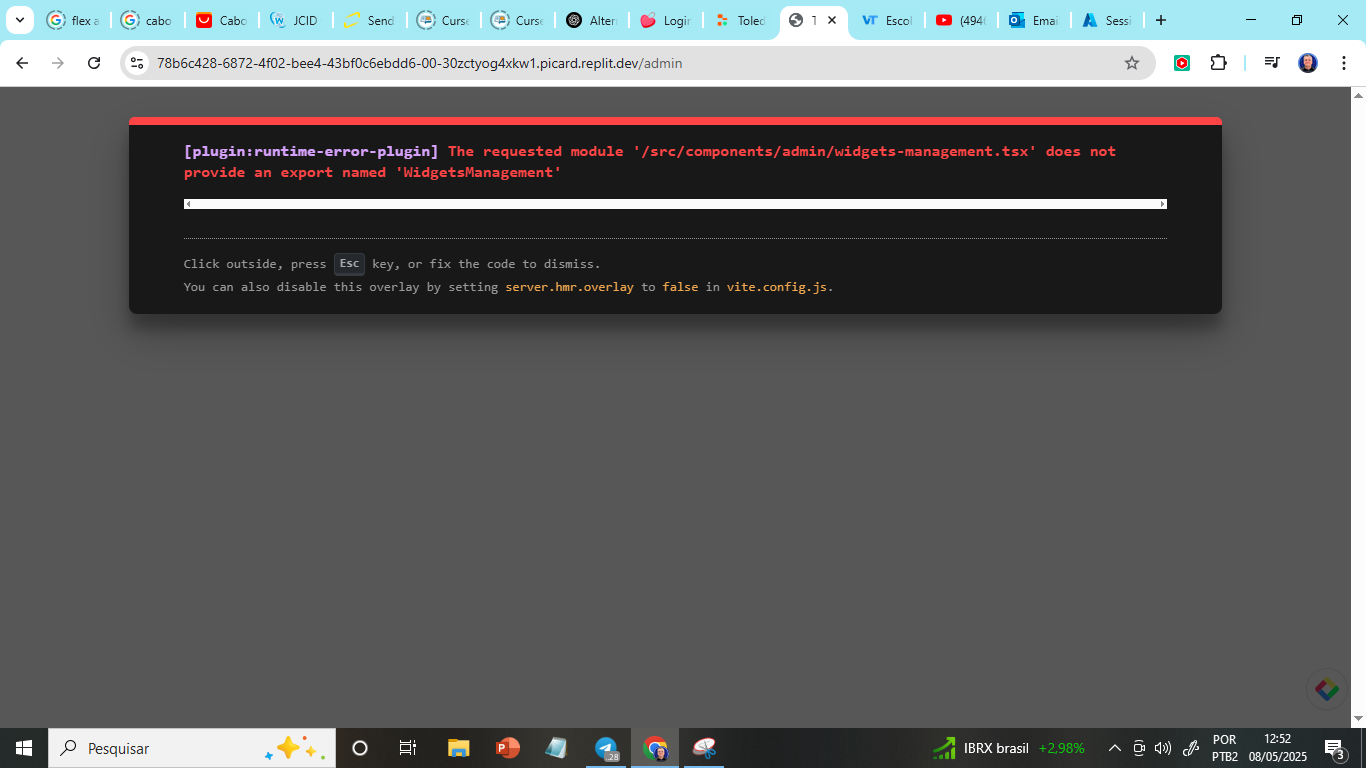 flex a
cabo
Cabo
JCID
Send
Curse
Curse
Altern
Login
Toled
T
Escol
(494
Emai
Sessi
78b6c428-6872-4f02-bee4-43bf0c6ebdd6-00-30zctyog4xkw1.picard.replit.dev/admin
[plugin:runtime-error-plugin] The requested module '/src/components/admin/widgets-management.tsx' does not
provide an export named 'WidgetsManagement'
Click outside, press Esc key, or fix the code to dismiss.
You can also disable this overlay by setting server.hmr.overlay to false in vite.config.js.
Pesquisar
28
IBRX brasil +2,98%
POR
PTB2
12:52
08/05/2025
3